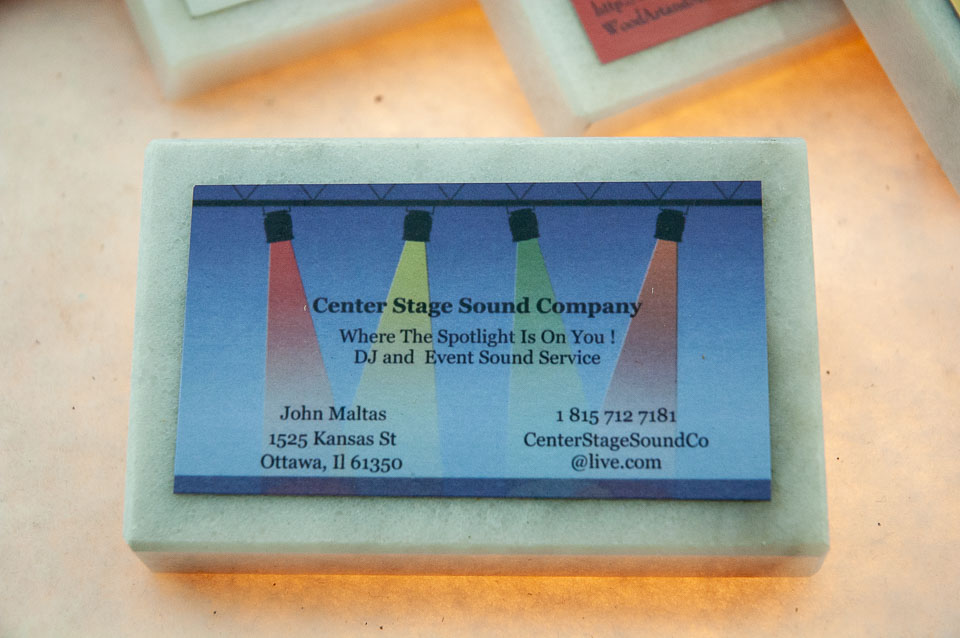 http:
Center Stage Sound Company
Where The Spotlight Is On You !
DJ and Event Sound Service
John Maltas
1525 Kansas St
Ottawa, Il 61350
1 815 712 7181
CenterStageSoundCo
@live.com